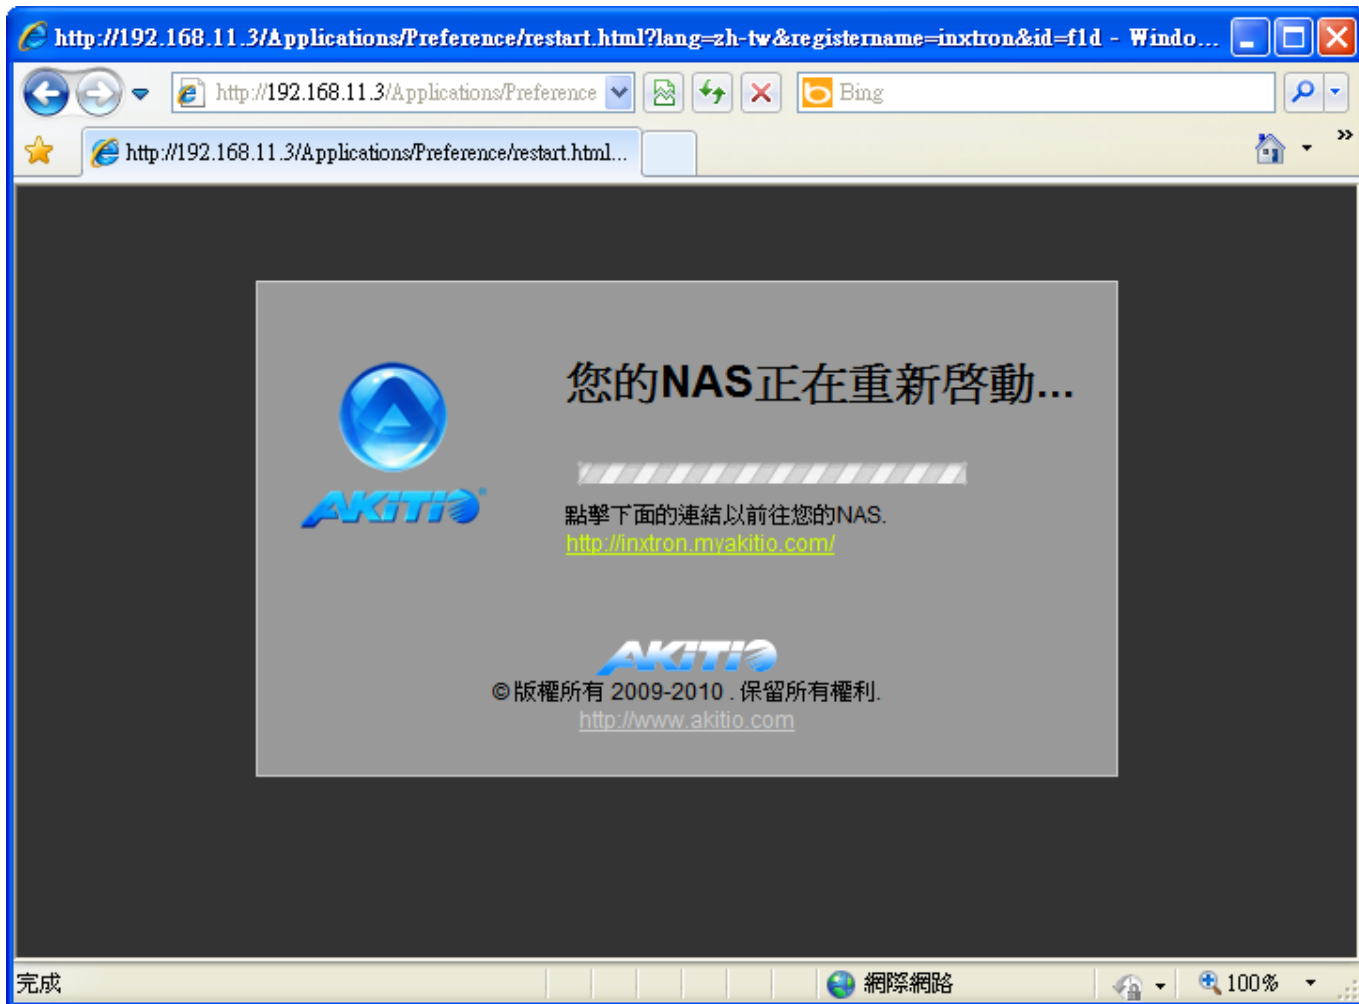 http://192.168.11.3/Applications/Preference/restart.html?lang=zh-tw&registername=inxtron&id=f1d - Windo...
http://192.168.11.3/Applications/Preference
Bing
http://192.168.11.3/Applications/Preference/restart.html...
您的NAS正在重新啓動...
AKiTiO
點擊下面的連結以前往您的NAS.
http://inxtron.myakitio.com/
AKiTiO
©版權所有 2009-2010 . 保留所有權利.
http://www.akitio.com
完成
網際網路
100%